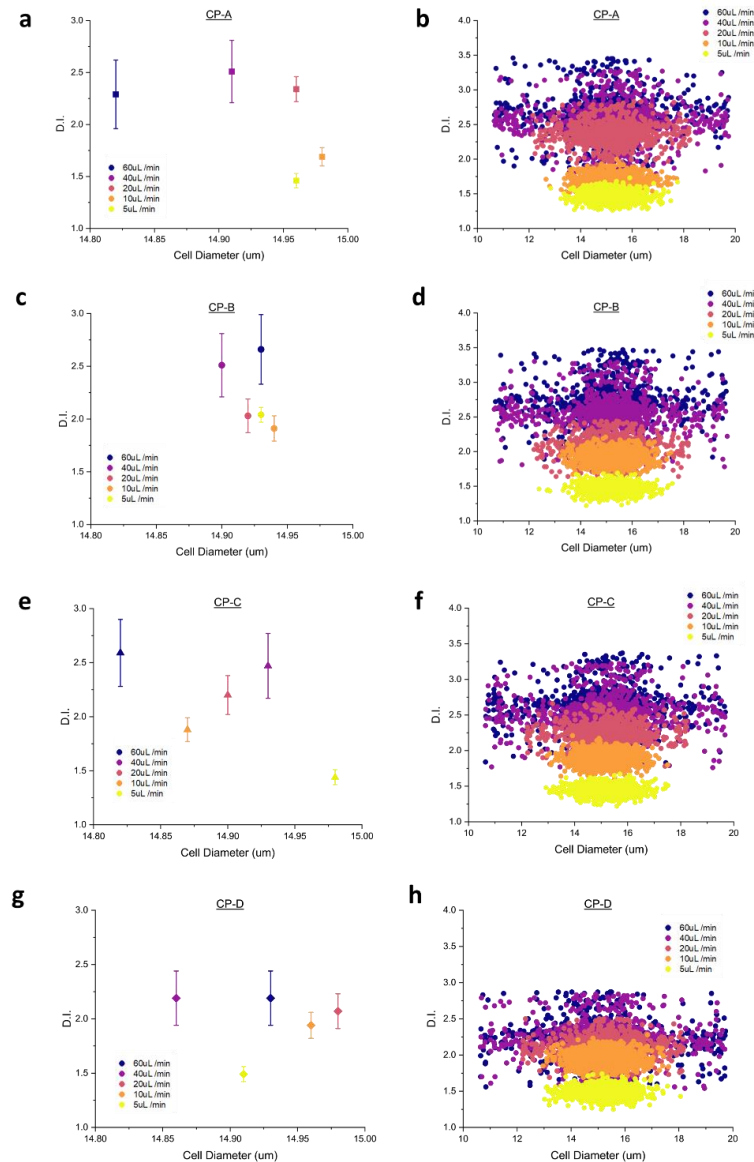 a
CP-A
3.0
2.5
2.0
1.5
1.0
D.I.
60uL /min
40uL /min
20uL /min
10uL /min
5uL /min
14.80 14.85 14.90 14.95 15.00
Cell Diameter (um)
b
CP-A
4.0
3.5
3.0
2.5
2.0
1.5
1.0
D.I.
60uL /min
40uL /min
20uL /min
10uL /min
5uL /min
10 12 14 16 18 20
Cell Diameter (um)
c
CP-B
3.0
2.5
2.0
1.5
1.0
D.I.
60uL /min
40uL /min
20uL /min
10uL /min
5uL /min
14.80 14.85 14.90 14.95 15.00
Cell Diameter (um)
d
CP-B
4.0
3.5
3.0
2.5
2.0
1.5
1.0
D.I.
60uL /mi
40uL /mi
20uL /mi
10uL /mi
5uL /min
10 12 14 16 18 20
Cell Diameter (um)
e
CP-C
3.0
2.5
2.0
1.5
1.0
D.I.
60uL /min
40uL /min
20uL /min
10uL /min
5uL /min
14.80 14.85 14.90 14.95 15.00
Cell Diameter (um)
f
CP-C
4.0
3.5
3.0
2.5
2.0
1.5
1.0
D.I.
60uL /min
40uL /min
20uL /min
10uL /min
5uL /min
10 12 14 16 18 20
Cell Diameter (um)
g
CP-D
3.0
2.5
2.0
1.5
1.0
D.I.
60uL /min
40uL /min
20uL /min
10uL /min
5uL /min
14.80 14.85 14.90 14.95 15.00
Cell Diameter (um)
h
CP-D
4.0
3.5
3.0
2.5
2.0
1.5
1.0
D.I.
60uL /min
40uL /min
20uL /min
10uL /min
5uL /min
10 12 14 16 18 20
Cell Diameter (um)